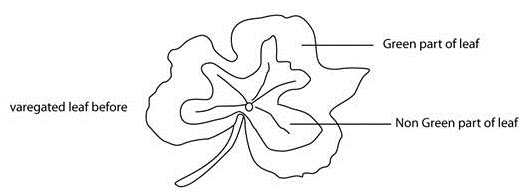 Green part of leaf
varegated leaf before
Non Green part of leaf